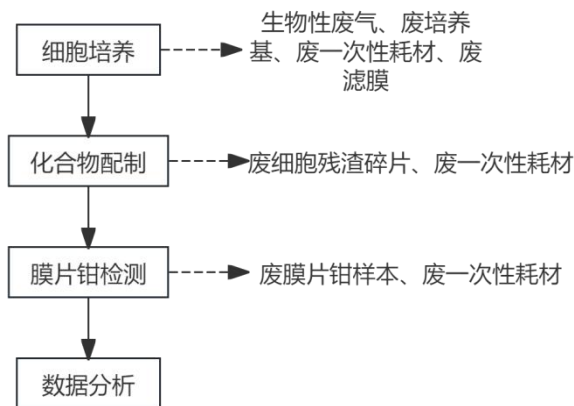 细胞培养
生物性废气、废培养
基、废一次性耗材、废
滤膜
化合物配制
废细胞残渣碎片、废一次性耗材
膜片钳检测
废膜片钳样本、废一次性耗材
数据分析